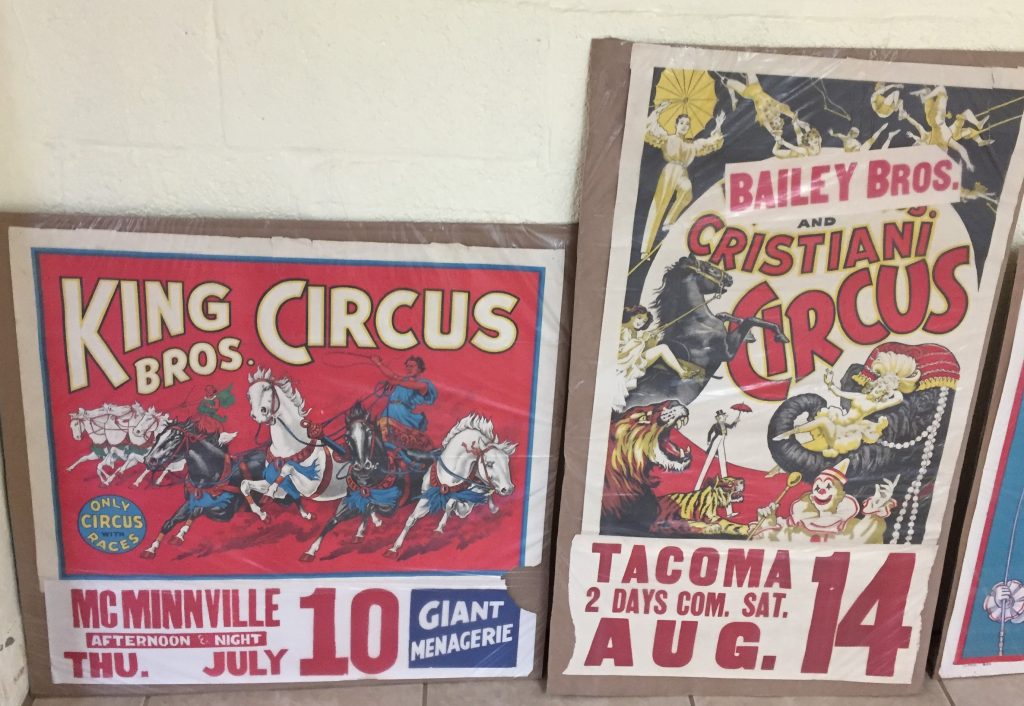 KING CIRCUS
BROS.
ONLY
CIRCUS
WITH
RACES
MCMINNVILLE
AFTERNOON & NIGHT
THU. JULY
10
GIANT
MENAGERIE
BAILEY BROS.
AND
CRISTIANI
CIRCUS
TACOMA
2 DAYS COM. SAT.
AUG.
14